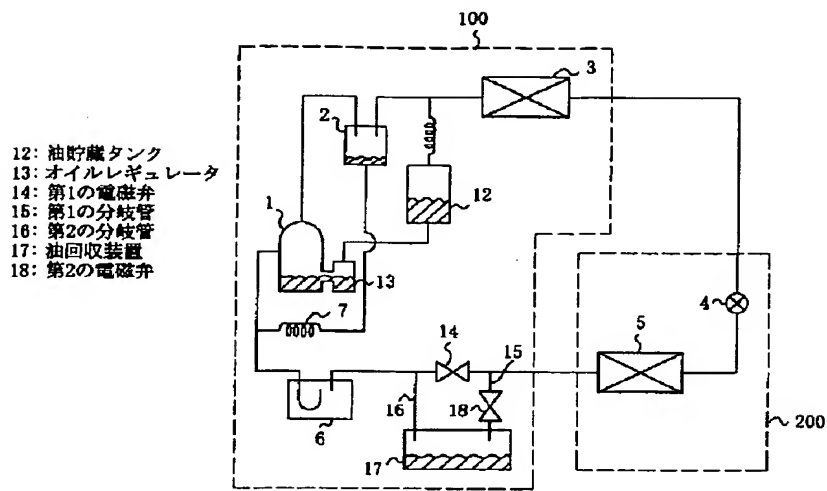 100
3
2
12: 油貯蔵タンク
13: オイルレギュレータ
14: 第1の電磁弁
15: 第1の分岐管
16: 第2の分岐管
17: 油回収装置
18: 第2の電磁弁
1
12
13
7
4
5
14
15
16
18
6
17
200